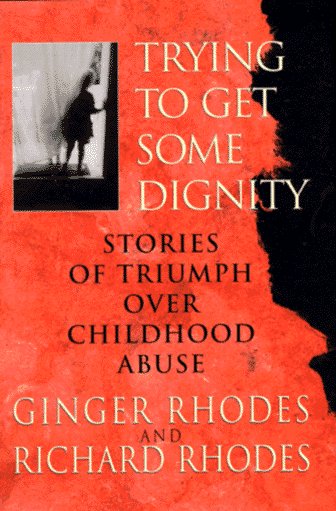 TRYING
TO GET
SOME
DIGNITY
STORIES
OF TRIUMPH
OVER
CHILDHOOD
ABUSE
GINGER RHODES
AND
RICHARD RHODES